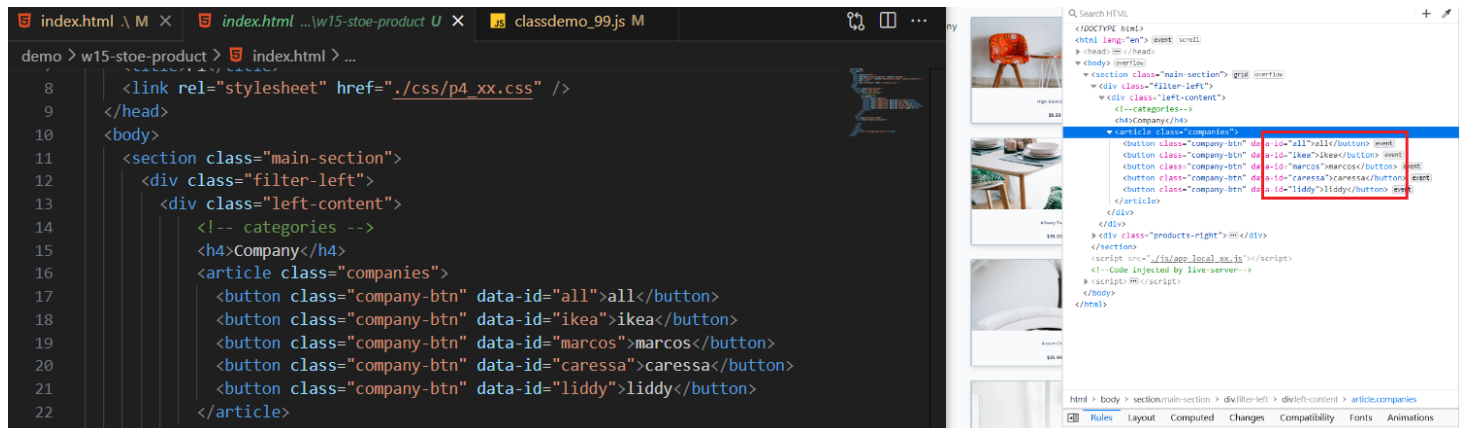 index.html .\ M
index.html ...\w15-stoe-product U
JS classdemo_99.js M
demo > w15-stoe-product > index.html > ...
8 <link rel="stylesheet" href="./css/p4_xx.css" />
9 </head>
10 <body>
11 <section class="main-section">
12 <div class="filter-left">
13 <div class="left-content">
14 <!-- categories -->
15 <h4>Company</h4>
16 <article class="companies">
17 <button class="company-btn" data-id="all">all</button>
18 <button class="company-btn" data-id="ikea">ikea</button>
19 <button class="company-btn" data-id="marcos">marcos</button>
20 <button class="company-btn" data-id="caressa">caressa</button>
21 <button class="company-btn" data-id="liddy">liddy</button>
22 </article>
ny
Search HTML
<!DOCTYPE html>
<html lang="en"> event scroll
<head> </head>
<body> overflow
<section class="main-section"> grid overflow
<div class="filter-left">
<div class="left-content">
<!--categories-->
<h4>Company</h4>
<article class="companies">
<button class="company-btn" data-id="all">all</button> event
<button class="company-btn" data-id="ikea">ikea</button> event
<button class="company-btn" data-id="marcos">marcos</button> event
<button class="company-btn" data-id="caressa">caressa</button> event
<button class="company-btn" data-id="liddy">liddy</button> event
</article>
</div>
</div>
<div class="products-right"> </div>
</section>
<script src="./js/app_local_xx.js"></script>
<!--Code injected by live-server-->
<script> </script>
</body>
</html>
html > body > section.main-section > div.filter-left > div.left-content > article.companies
Rules Layout Computed Changes Compatibility Fonts Animations